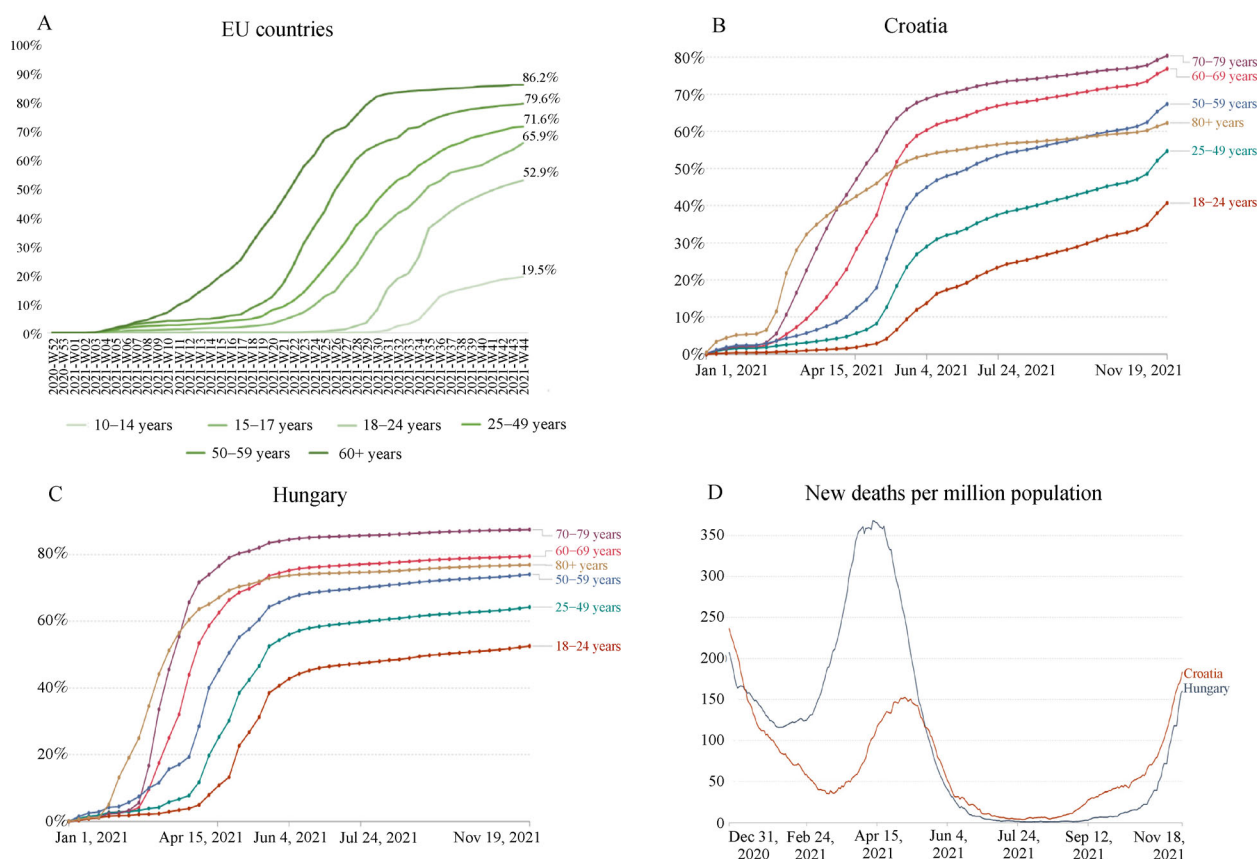 A
EU countries
100%
90%
80%
70%
60%
50%
40%
30%
20%
10%
0%
86.2%
79.6%
71.6%
65.9%
52.9%
19.5%
2020-W52
2020-W53
2021-W01
2021-W02
2021-W03
2021-W04
2021-W05
2021-W06
2021-W07
2021-W08
2021-W09
2021-W10
2021-W11
2021-W12
2021-W13
2021-W14
2021-W15
2021-W16
2021-W17
2021-W18
2021-W19
2021-W20
2021-W21
2021-W22
2021-W23
2021-W24
2021-W25
2021-W26
2021-W27
2021-W28
2021-W29
2021-W30
2021-W31
2021-W32
2021-W33
2021-W34
2021-W35
2021-W36
2021-W37
2021-W38
2021-W39
2021-W40
2021-W41
2021-W42
2021-W43
2021-W44
10−14 years
15−17 years
18−24 years
25−49 years
50−59 years
60+ years
B
Croatia
80%
70%
60%
50%
40%
30%
20%
10%
0%
70−79 years
60−69 years
50−59 years
80+ years
25−49 years
18−24 years
Jan 1, 2021
Apr 15, 2021
Jun 4, 2021
Jul 24, 2021
Nov 19, 2021
C
Hungary
80%
60%
40%
20%
0%
70−79 years
60−69 years
80+ years
50−59 years
25−49 years
18−24 years
Jan 1, 2021
Apr 15, 2021
Jun 4, 2021
Jul 24, 2021
Nov 19, 2021
D
New deaths per million population
350
300
250
200
150
100
50
0
Croatia
Hungary
Dec 31,
2020
Feb 24,
2021
Apr 15,
2021
Jun 4,
2021
Jul 24,
2021
Sep 12,
2021
Nov 18,
2021